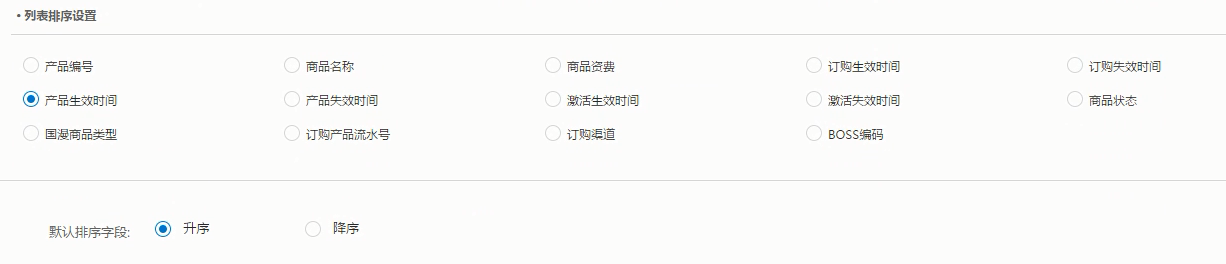 • 列表排序设置
产品编号 商品名称 商品资费 订购生效时间 订购失效时间
产品生效时间 产品失效时间 激活生效时间 激活失效时间 商品状态
国漫商品类型 订购产品流水号 订购渠道 BOSS编码
默认排序字段: 升序 降序